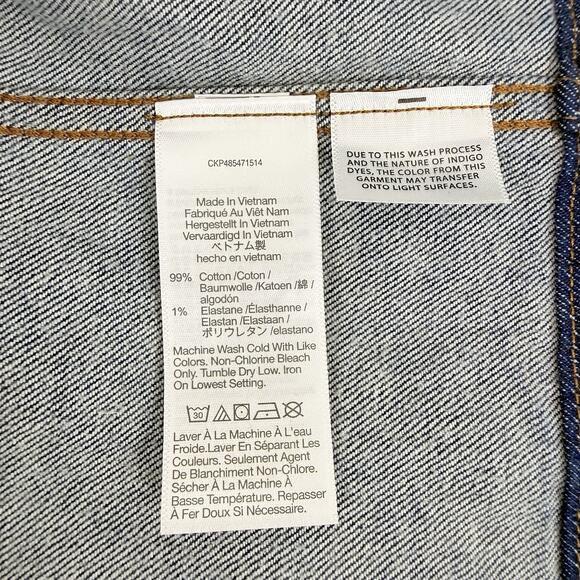 CKP485471514
Made In Vietnam
Fabriqué Au Viêt Nam
Hergestellt In Vietnam
Vervaardigd In Vietnam
ベトナム製
hecho en vietnam
99% Cotton /Coton /
Baumwolle /Katoen /綿 /
algodón
1% Elastane /Élasthanne /
Elastan /Elastaan /
ポリウレタン /elastano
Machine Wash Cold With Like
Colors. Non-Chlorine Bleach
Only. Tumble Dry Low. Iron
On Lowest Setting.
30
Laver À La Machine À L'eau
Froide.Laver En Séparant Les
Couleurs. Seulement Agent
De Blanchiment Non-Chlorin.
Sécher À La Machine À
Basse Température. Repasser
À Fer Doux Si Nécessaire.
DUE TO THIS WASH PROCESS
AND THE NATURE OF INDIGO
DYES, THE COLOR FROM THIS
GARMENT MAY TRANSFER
ONTO LIGHT SURFACES.